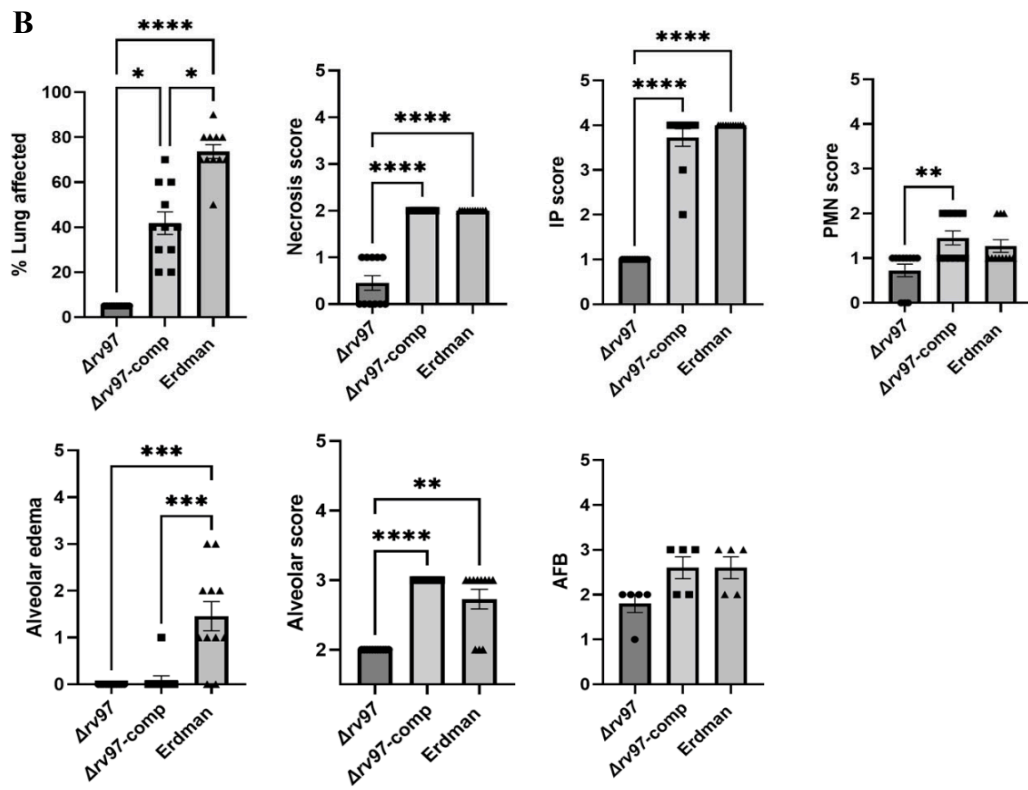 B
**** 
* *
% Lung affected
100
80
60
40
20
0
Δrv97
Δrv97-comp
Erdman
****
****
Necrosis score
5
4
3
2
1
0
Δrv97
Δrv97-comp
Erdman
****
****
IP score
5
4
3
2
1
0
Δrv97
Δrv97-comp
Erdman
**
PMN score
5
4
3
2
1
0
Δrv97
Δrv97-comp
Erdman
***
***
Alveolar edema
5
4
3
2
1
0
Δrv97
Δrv97-comp
Erdman
**
****
Alveolar score
5
4
3
2
Δrv97
Δrv97-comp
Erdman
AFB
5
4
3
2
1
0
Δrv97
Δrv97-comp
Erdman